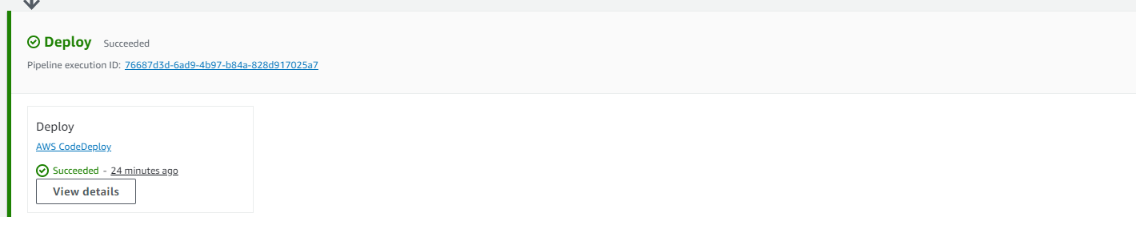 Deploy Succeeded
Pipeline execution ID: 76687d3d-6ad9-4b97-b84a-828d917025a7
Deploy
AWS CodeDeploy
Succeeded - 24 minutes ago
View details